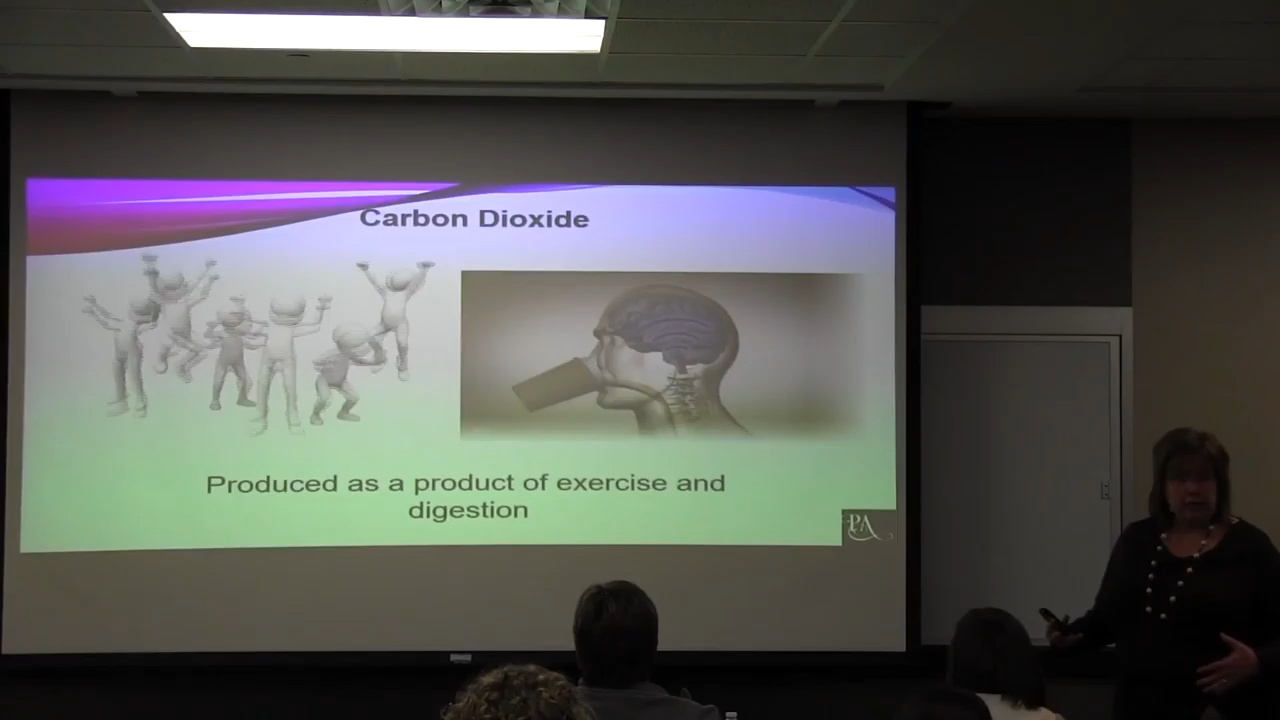 Carbon Dioxide
Produced as a product of exercise and
digestion
PA